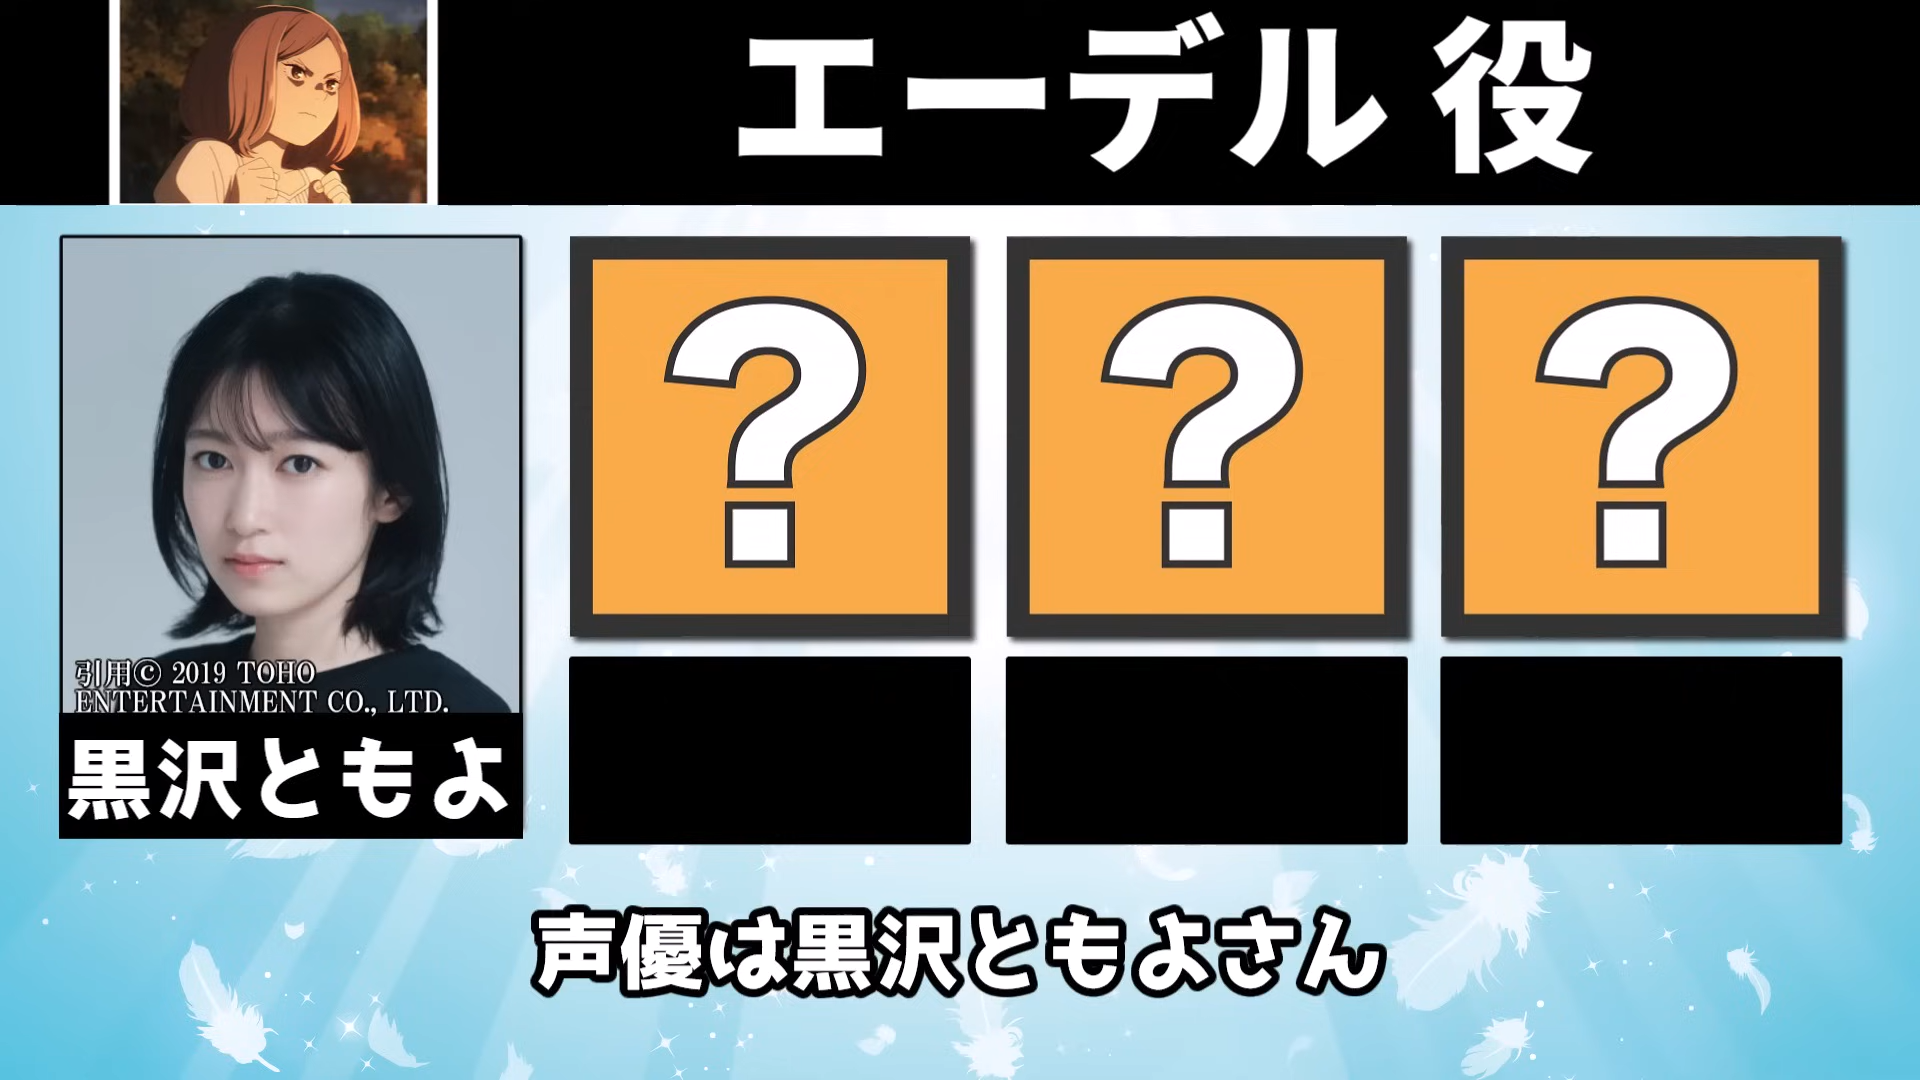 エーデル 役
?
?
?
引用© 2019 TOHO
ENTERTAINMENT CO., LTD.
黒沢ともよ
声優は黒沢ともよさん